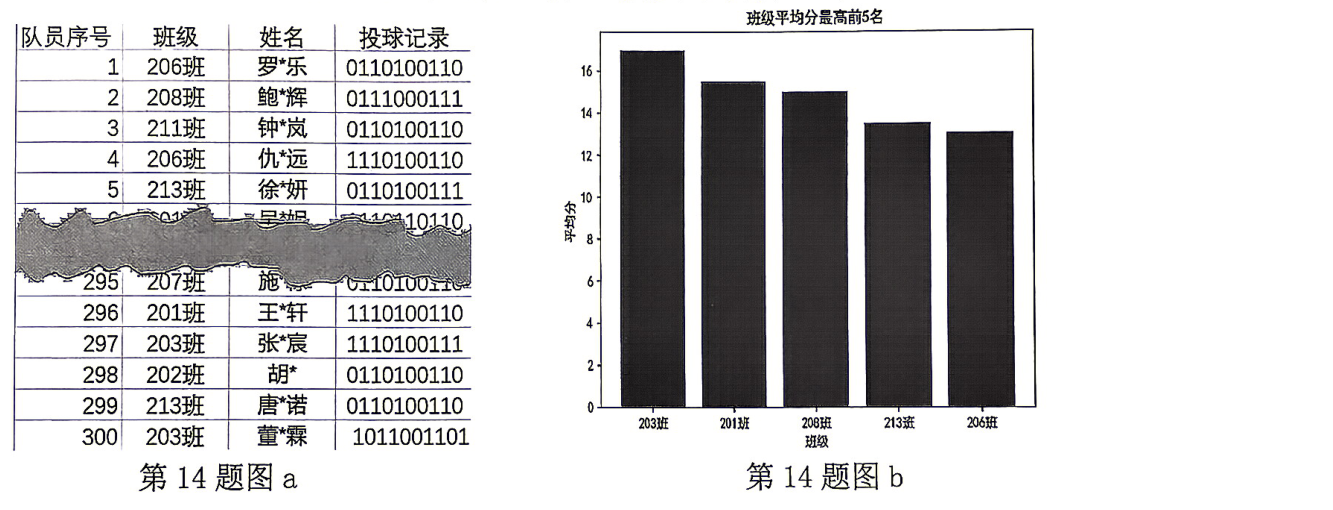 队员序号 班级 姓名 投球记录
1 206班 罗*乐 0110100110
2 208班 鲍*辉 0111000111
3 211班 钟*岚 0110100110
4 206班 仇*远 1110100110
5 213班 徐*妍 0110100111
295 207班 施
296 201班 王*轩 1110100110
297 203班 张*宸 1110100111
298 202班 胡* 0110100110
299 213班 唐*诺 0110100110
300 203班 董*霖 1011001101
第 14 题图 a
班级平均分最高前5名
平均分
16
14
12
10
8
6
4
2
0
203班 201班 208班 213班 206班
班级
第 14 题图 b